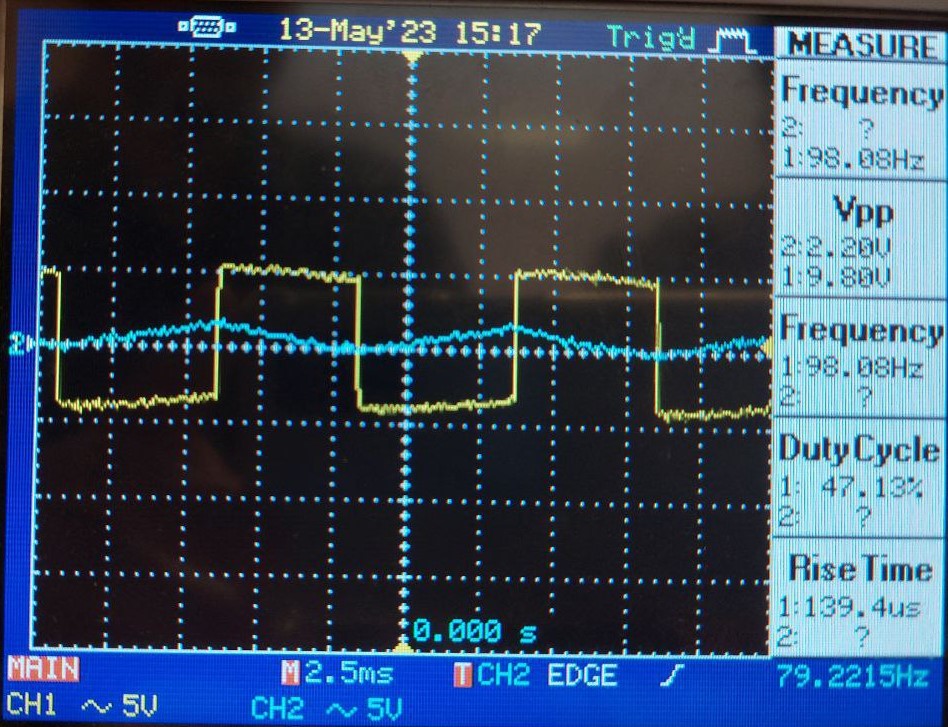 13-May'23 15:17 Trig'd
MEASURE
Frequency
2: ?
1:98.08Hz
Vpp
2:2.20V
1:9.80V
Frequency
1:98.08Hz
2: ?
Duty Cycle
1: 47.13%
2: ?
Rise Time
1:139.4us
2: ?
2
0.000 s
MAIN M 2.5ms T CH2 EDGE 79.2215Hz
CH1 ~ 5V CH2 ~ 5V